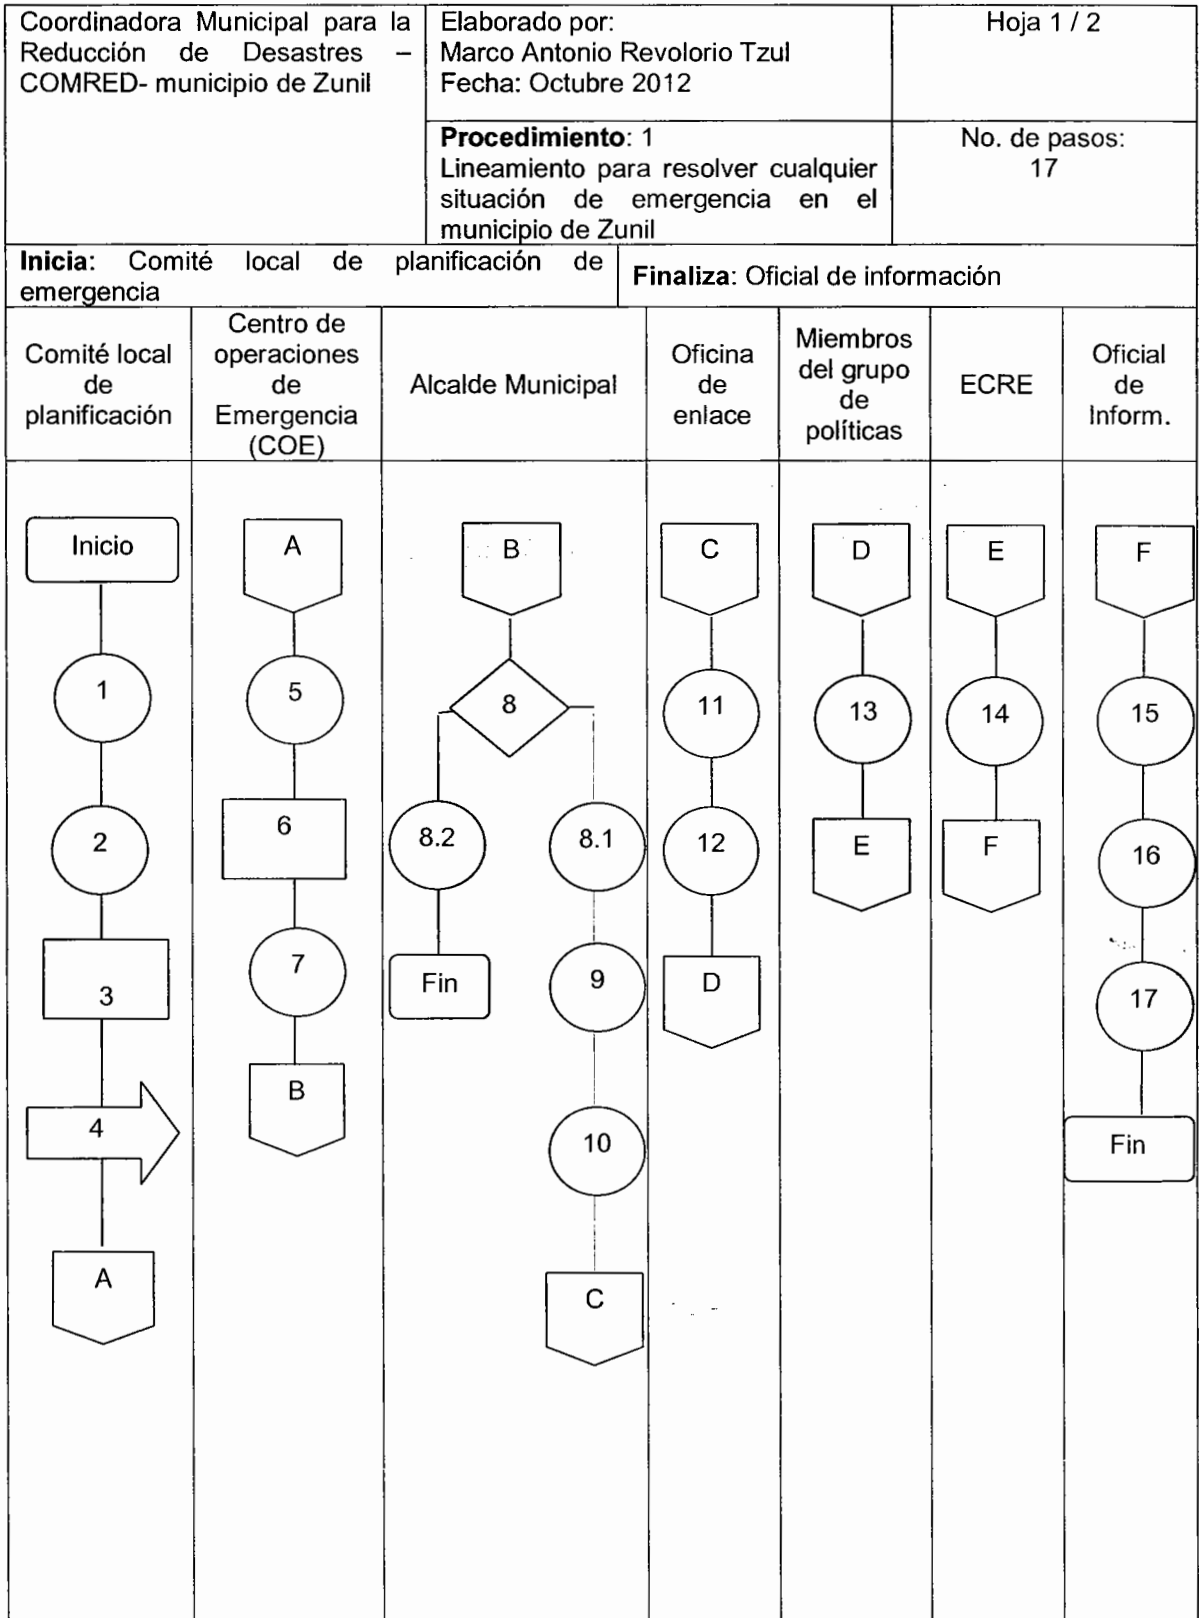 Coordinadora Municipal para la
Reducción de Desastres –
COMRED- municipio de Zunil
Elaborado por:
Marco Antonio Revolorio Tzul
Fecha: Octubre 2012
Hoja 1 / 2
Procedimiento: 1
Lineamiento para resolver cualquier
situación de emergencia en el
municipio de Zunil
No. de pasos:
17
Inicia: Comité local de planificación de
emergencia
Finaliza: Oficial de información
Comité local
de
planificación
Centro de
operaciones
de
Emergencia
(COE)
Alcalde Municipal
Oficina
de
enlace
Miembros
del grupo
de
políticas
ECRE
Oficial
de
Inform.
Inicio
1
2
3
4
A
A
5
6
7
B
B
8
8.2
Fin
8.1
9
10
C
C
11
12
D
D
13
E
E
14
F
F
15
16
17
Fin